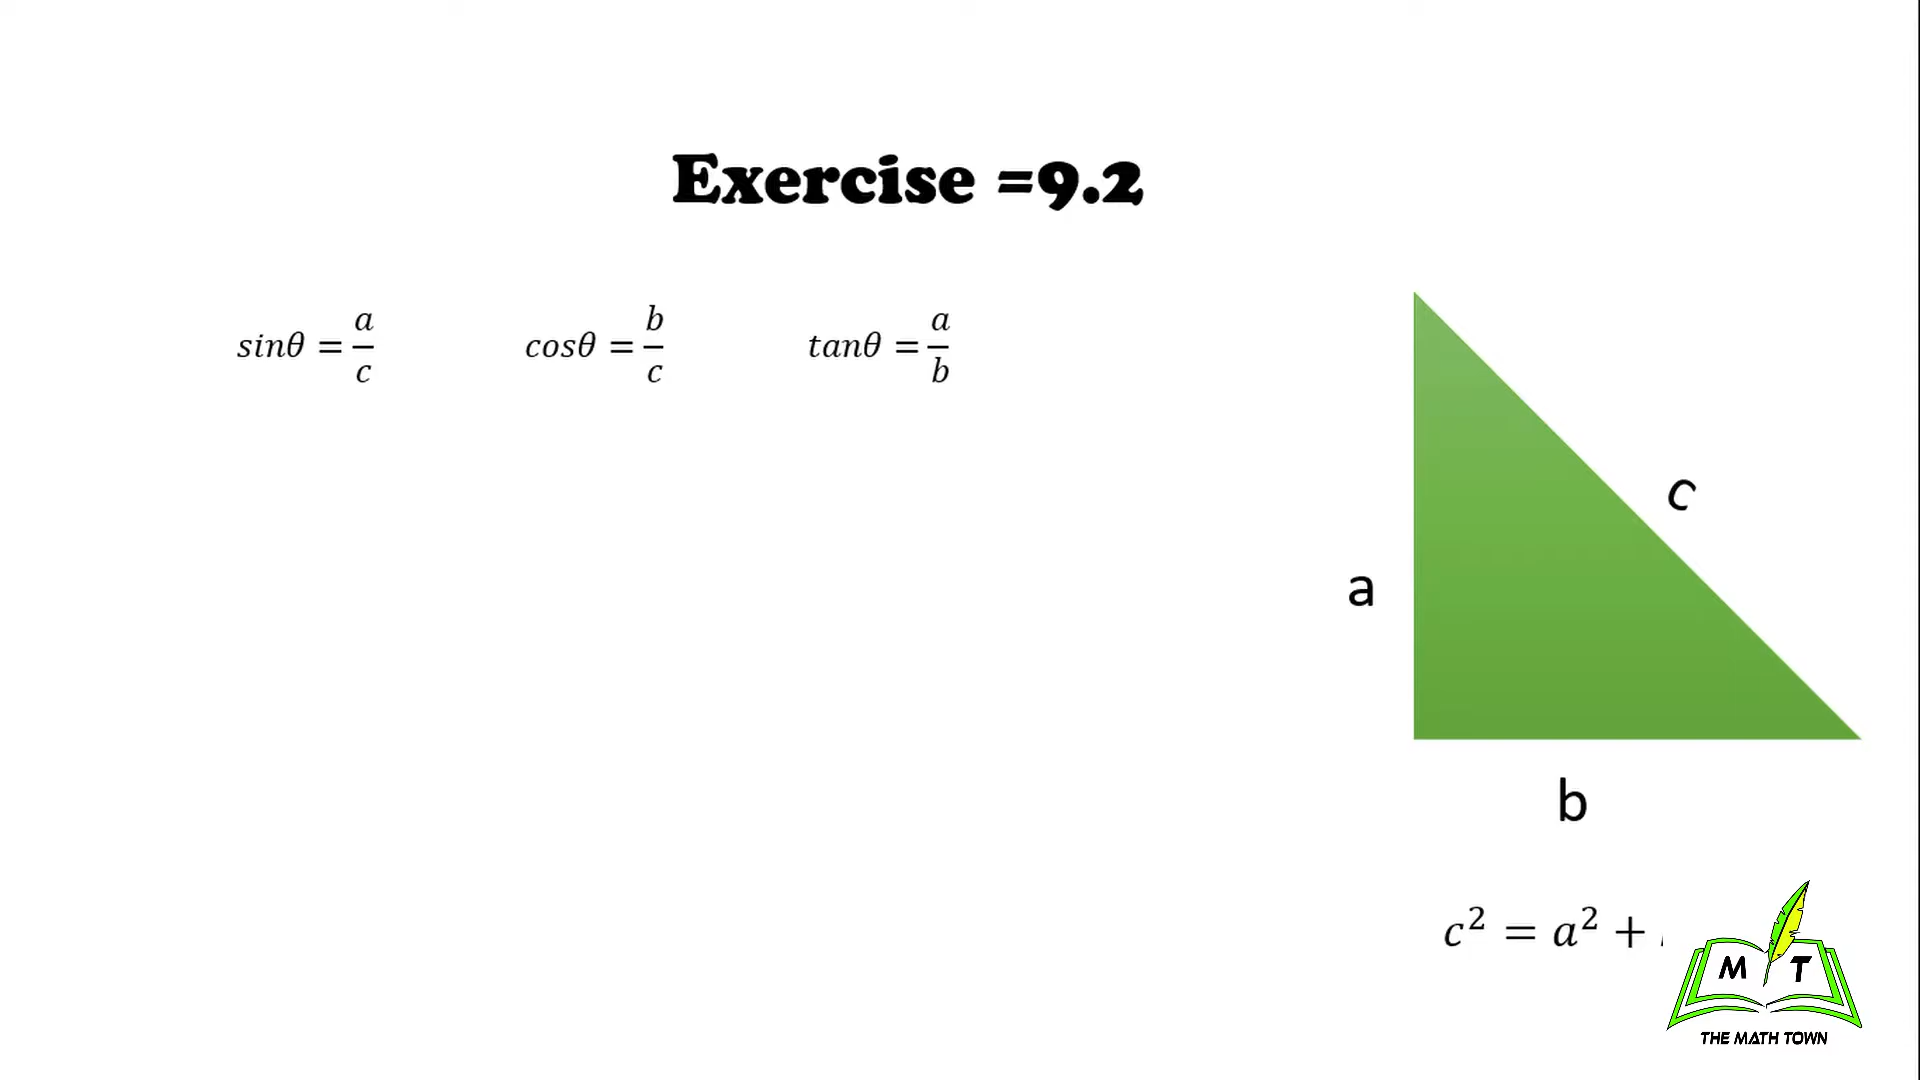 Exercise =9.2
sinθ = a/c cosθ = b/c tanθ = a/b
c
a
b
c² = a² +
M T
THE MATH TOWN